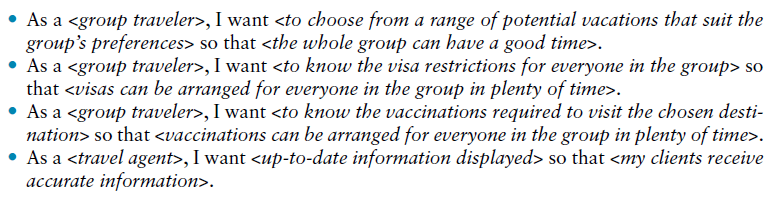 • As a <group traveler>, I want <to choose from a range of potential vacations that suit the
group's preferences> so that <the whole group can have a good time>.
• As a <group traveler>, I want <to know the visa restrictions for everyone in the group> so
that <visas can be arranged for everyone in the group in plenty of time>.
• As a <group traveler>, I want <to know the vaccinations required to visit the chosen desti-
nation> so that <vaccinations can be arranged for everyone in the group in plenty of time>.
• As a <travel agent>, I want <up-to-date information displayed> so that <my clients receive
accurate information>.